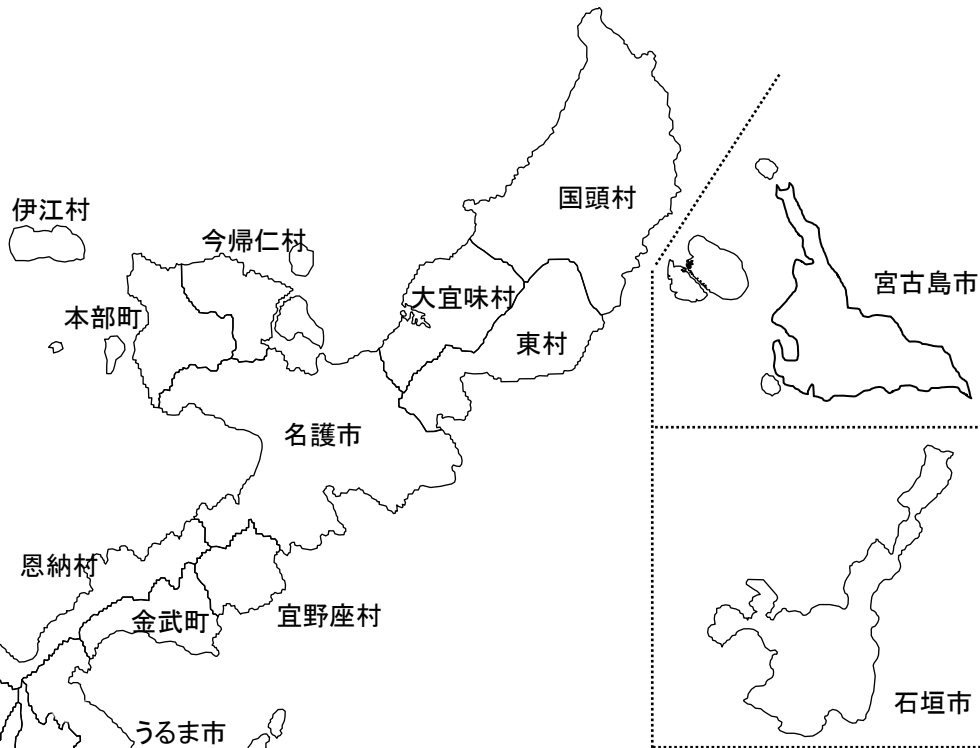 国頭村
伊江村
今帰仁村
宮古島市
大宜味村
本部町
東村
名護市
恩納村
金武町
宜野座村
石垣市
うるま市